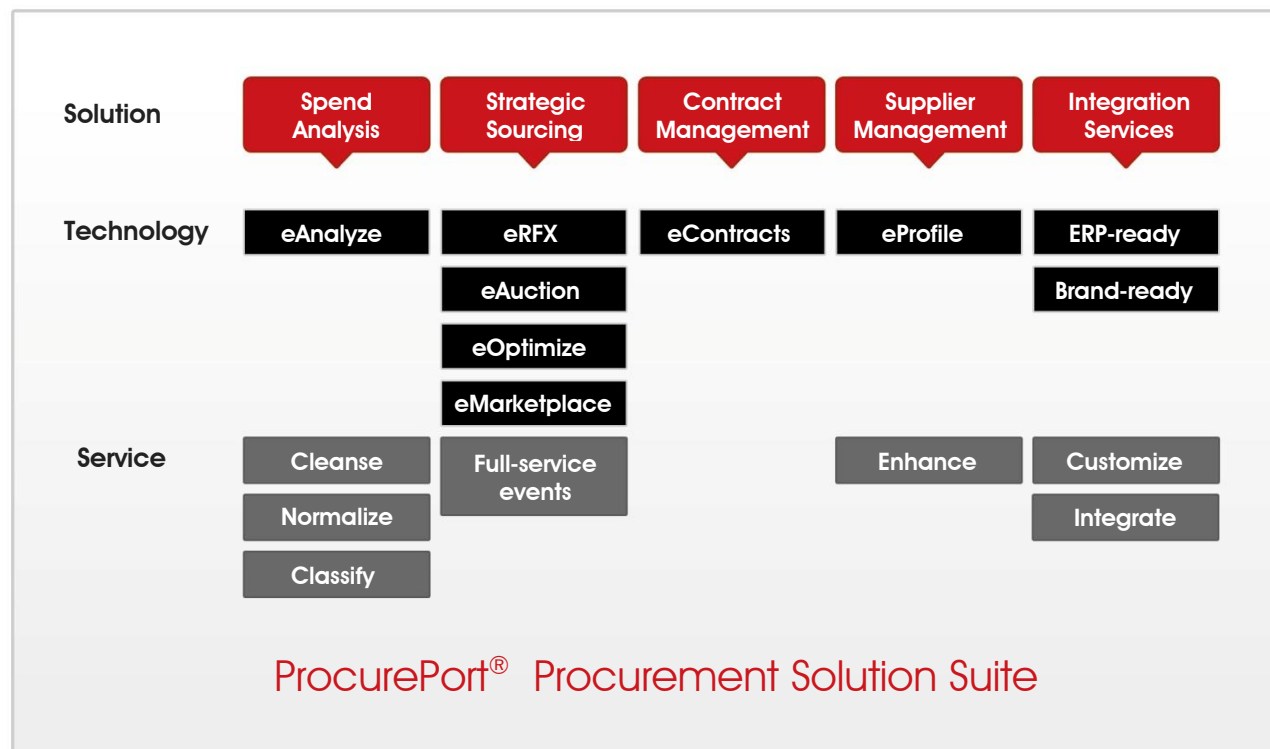 Solution
Spend
Analysis
Strategic
Sourcing
Contract
Management
Supplier
Management
Integration
Services
Technology
eAnalyze
eRFX
eContracts
eProfile
ERP-ready
eAuction
Brand-ready
eOptimize
eMarketplace
Service
Cleanse
Full-service
events
Enhance
Customize
Normalize
Integrate
Classify
ProcurePort® Procurement Solution Suite